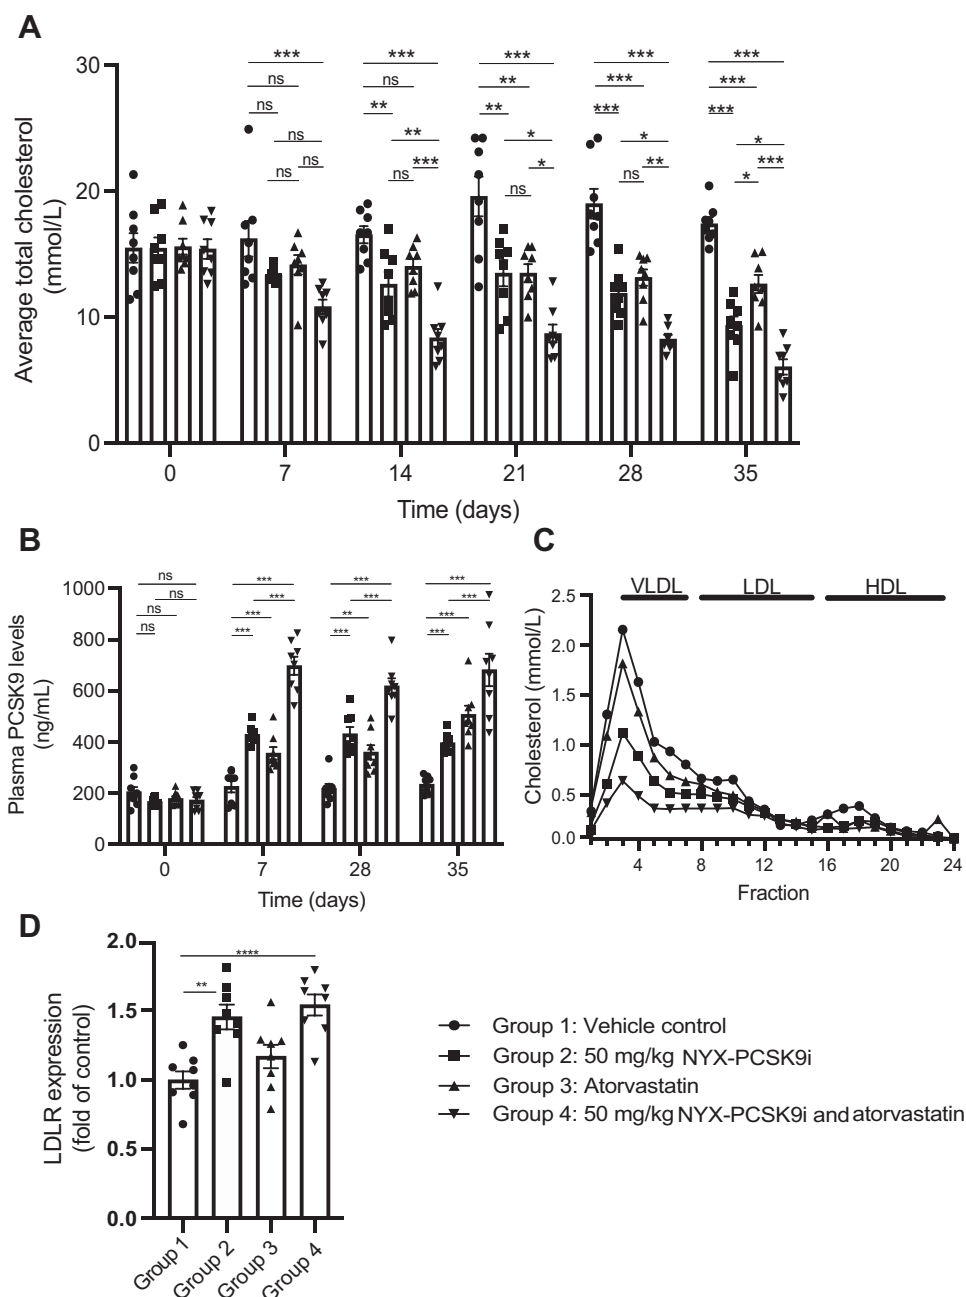 A
*** *** *** *** ***
ns ns ** *** ***
ns ** ** *** ***
ns ** * * *
ns *** * ** ***
ns ns ns ns *
30
20
10
0
Average total cholesterol
(mmol/L)
0 7 14 21 28 35
Time (days)
B
ns *** *** ***
ns *** *** ***
ns *** ** ***
ns *** *** ***
1000
800
600
400
200
0
Plasma PCSK9 levels
(ng/mL)
0 7 28 35
Time (days)
C
VLDL LDL HDL
2.5
2.0
1.5
1.0
0.5
0.0
Cholesterol (mmol/L)
4 8 12 16 20 24
Fraction
D
****
**
2.0
1.5
1.0
0.5
0.0
LDLR expression
(fold of control)
Group 1 Group 2 Group 3 Group 4
Group 1: Vehicle control
Group 2: 50 mg/kg NYX-PCSK9i
Group 3: Atorvastatin
Group 4: 50 mg/kg NYX-PCSK9i and atorvastatin